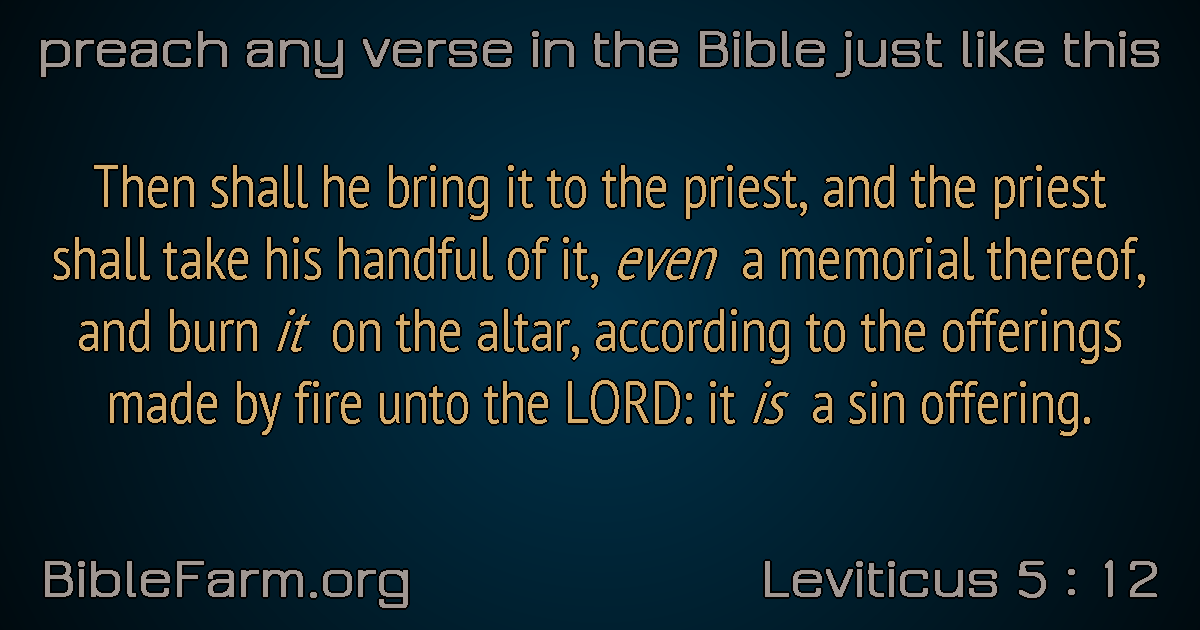 preach any verse in the Bible just like this
Then shall he bring it to the priest, and the priest
shall take his handful of it, even a memorial thereof,
and burn it on the altar, according to the offerings
made by fire unto the LORD: it is a sin offering.
BibleFarm.org
Leviticus 5 : 12